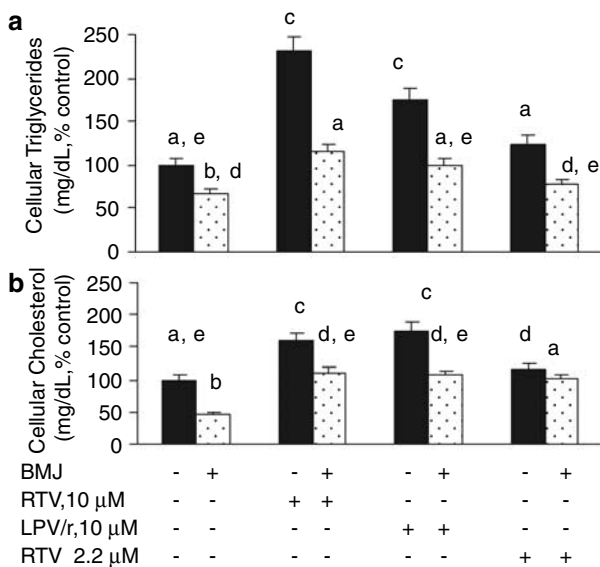 a
Cellular Triglycerides
(mg/dL,% control)
250
200
150
100
50
0
a, e
b, d
c
a
c
a, e
a
d, e
b
Cellular Cholesterol
(mg/dL,% control)
250
200
150
100
50
0
a, e
b
c
d, e
c
d, e
d
a
BMJ - + - + - + - +
RTV,10 μM - - + + - - - -
LPV/r,10 μM - - - - + + - -
RTV 2.2 μM - - - - - - + +